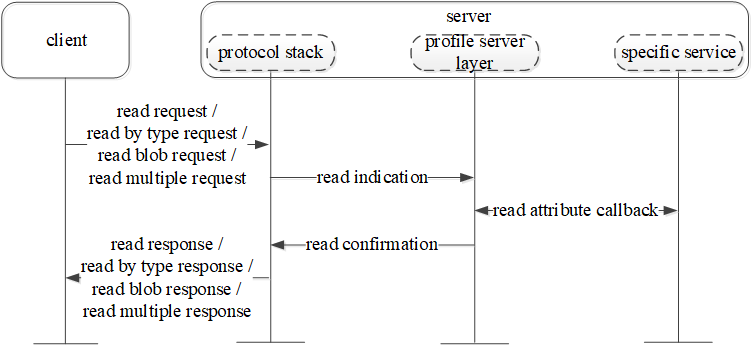 server
client
protocol stack
profile server
layer
specific service
read request /
read by type request /
read blob request /
read multiple request
read indication
read attribute callback
read confirmation
read response /
read by type response /
read blob response /
read multiple response